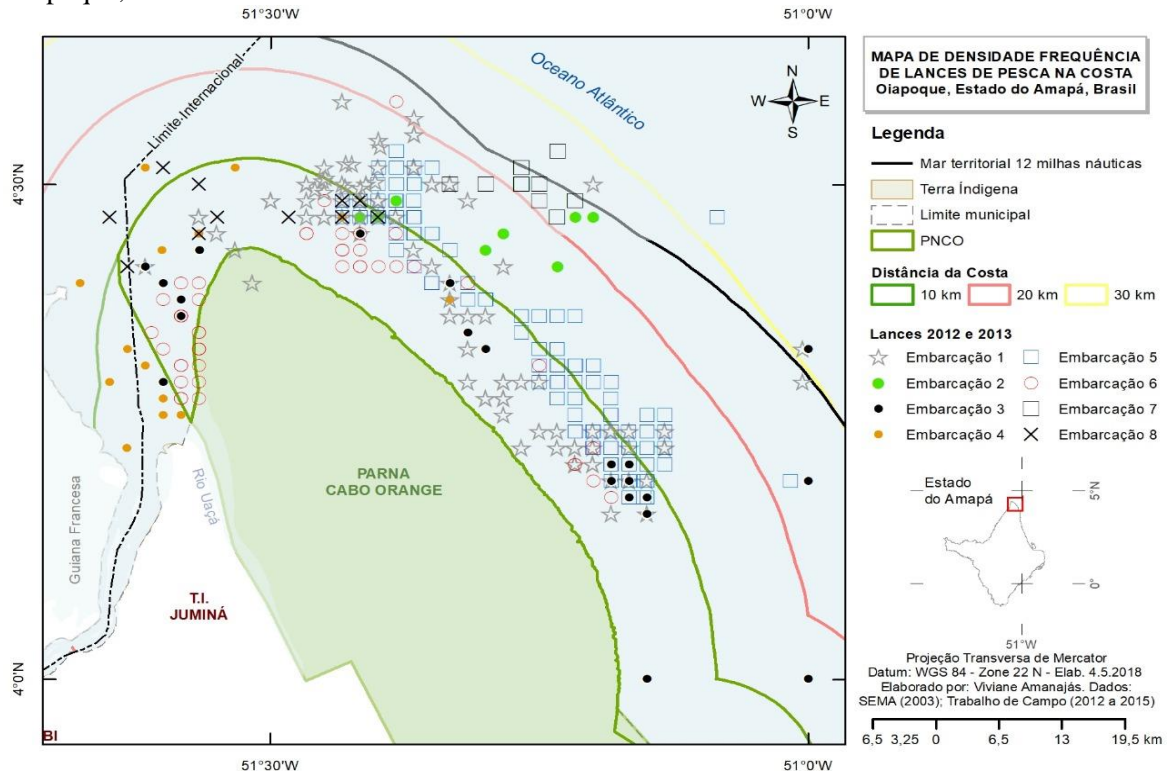 51°30'W
51°0'W
4°30'N
4°0'N
Limite Internacional
Oceano Atlântico
N
W
E
S
Guiana Francesa
Rio Uaçá
PARNA
CABO ORANGE
T.I.
JUMINÁ
BI
51°30'W
51°0'W
MAPA DE DENSIDADE FREQUÊNCIA
DE LANCES DE PESCA NA COSTA
Oiapoque, Estado do Amapá, Brasil
Legenda
Mar territorial 12 milhas náuticas
Terra Índigena
Limite municipal
PNCO
Distância da Costa
10 km
20 km
30 km
Lances 2012 e 2013
Embarcação 1
Embarcação 5
Embarcação 2
Embarcação 6
Embarcação 3
Embarcação 7
Embarcação 4
Embarcação 8
Estado
do Amapá
5°N
0°
51°W
Projeção Transversa de Mercator
Datum: WGS 84 - Zone 22 N - Elab. 4.5.2018
Elaborado por: Viviane Amanajás. Dados:
SEMA (2003); Trabalho de Campo (2012 a 2015)
6,5 3,25 0 6,5 13 19,5 km